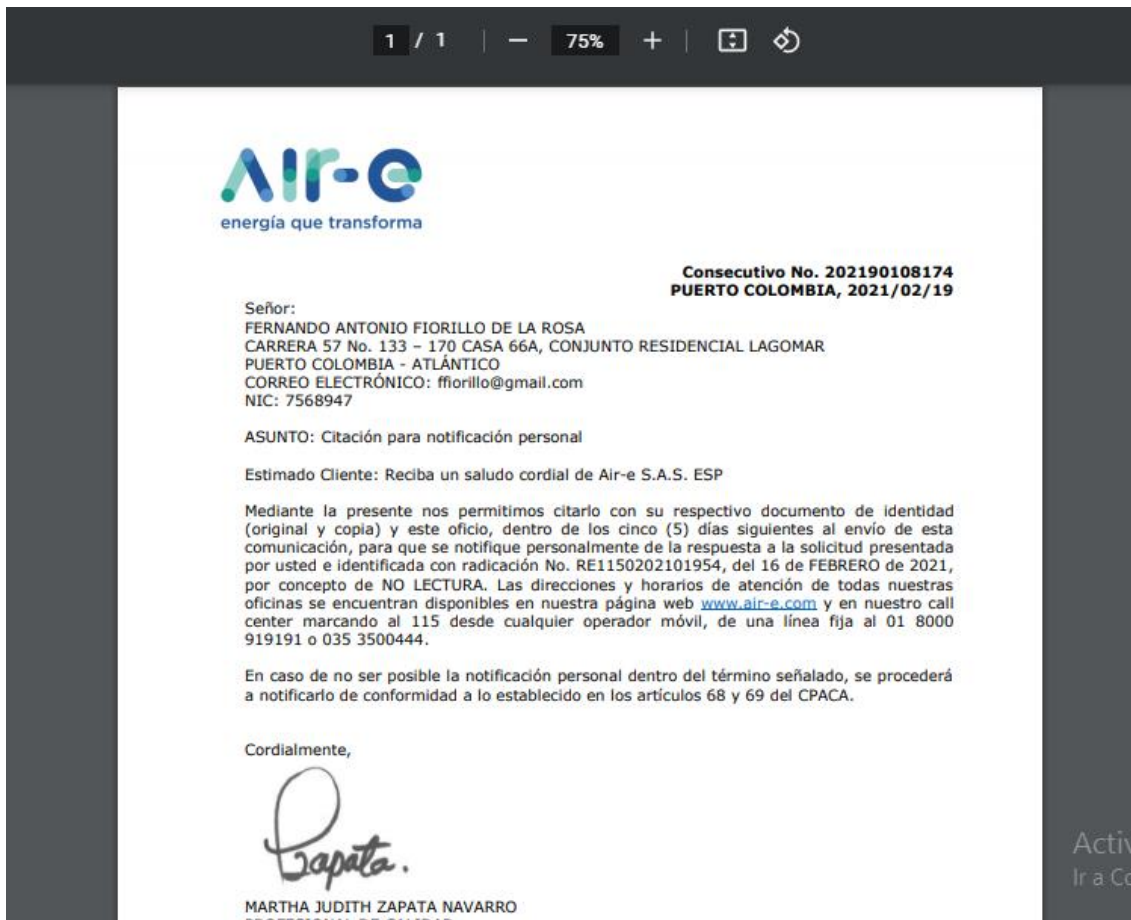 1 / 1
75%
AIr-e
energía que transforma
Consecutivo No. 202190108174
PUERTO COLOMBIA, 2021/02/19
Señor:
FERNANDO ANTONIO FIORILLO DE LA ROSA
CARRERA 57 No. 133 – 170 CASA 66A, CONJUNTO RESIDENCIAL LAGOMAR
PUERTO COLOMBIA - ATLÁNTICO
CORREO ELECTRÓNICO: ffiorillo@gmail.com
NIC: 7568947
ASUNTO: Citación para notificación personal
Estimado Cliente: Reciba un saludo cordial de Air-e S.A.S. ESP
Mediante la presente nos permitimos citarlo con su respectivo documento de identidad
(original y copia) y este oficio, dentro de los cinco (5) días siguientes al envío de esta
comunicación, para que se notifique personalmente de la respuesta a la solicitud presentada
por usted e identificada con radicación No. RE1150202101954, del 16 de FEBRERO de 2021,
por concepto de NO LECTURA. Las direcciones y horarios de atención de todas nuestras
oficinas se encuentran disponibles en nuestra página web www.air-e.com y en nuestro call
center marcando al 115 desde cualquier operador móvil, de una línea fija al 01 8000
919191 o 035 3500444.
En caso de no ser posible la notificación personal dentro del término señalado, se procederá
a notificarlo de conformidad a lo establecido en los artículos 68 y 69 del CPACA.
Cordialmente,
Zapata.
MARTHA JUDITH ZAPATA NAVARRO
PROFESIONAL DE CALIDAD
Activ
Ir a Co